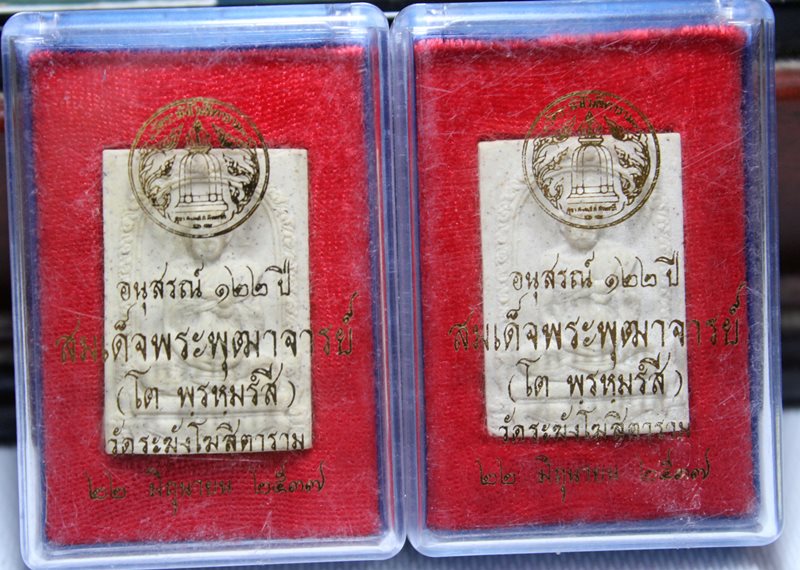 อนุสรณ์ ๑๒๒ ปี
สมเด็จพระพุฒาจารย์
(โต พฺรหฺมรํสี)
วัดระฆังโฆสิตาราม
๒๒ มิถุนายน ๒๕๓๗
อนุสรณ์ ๑๒๒ ปี
สมเด็จพระพุฒาจารย์
(โต พฺรหฺมรํสี)
วัดระฆังโฆสิตาราม
๒๒ มิถุนายน ๒๕๓๗